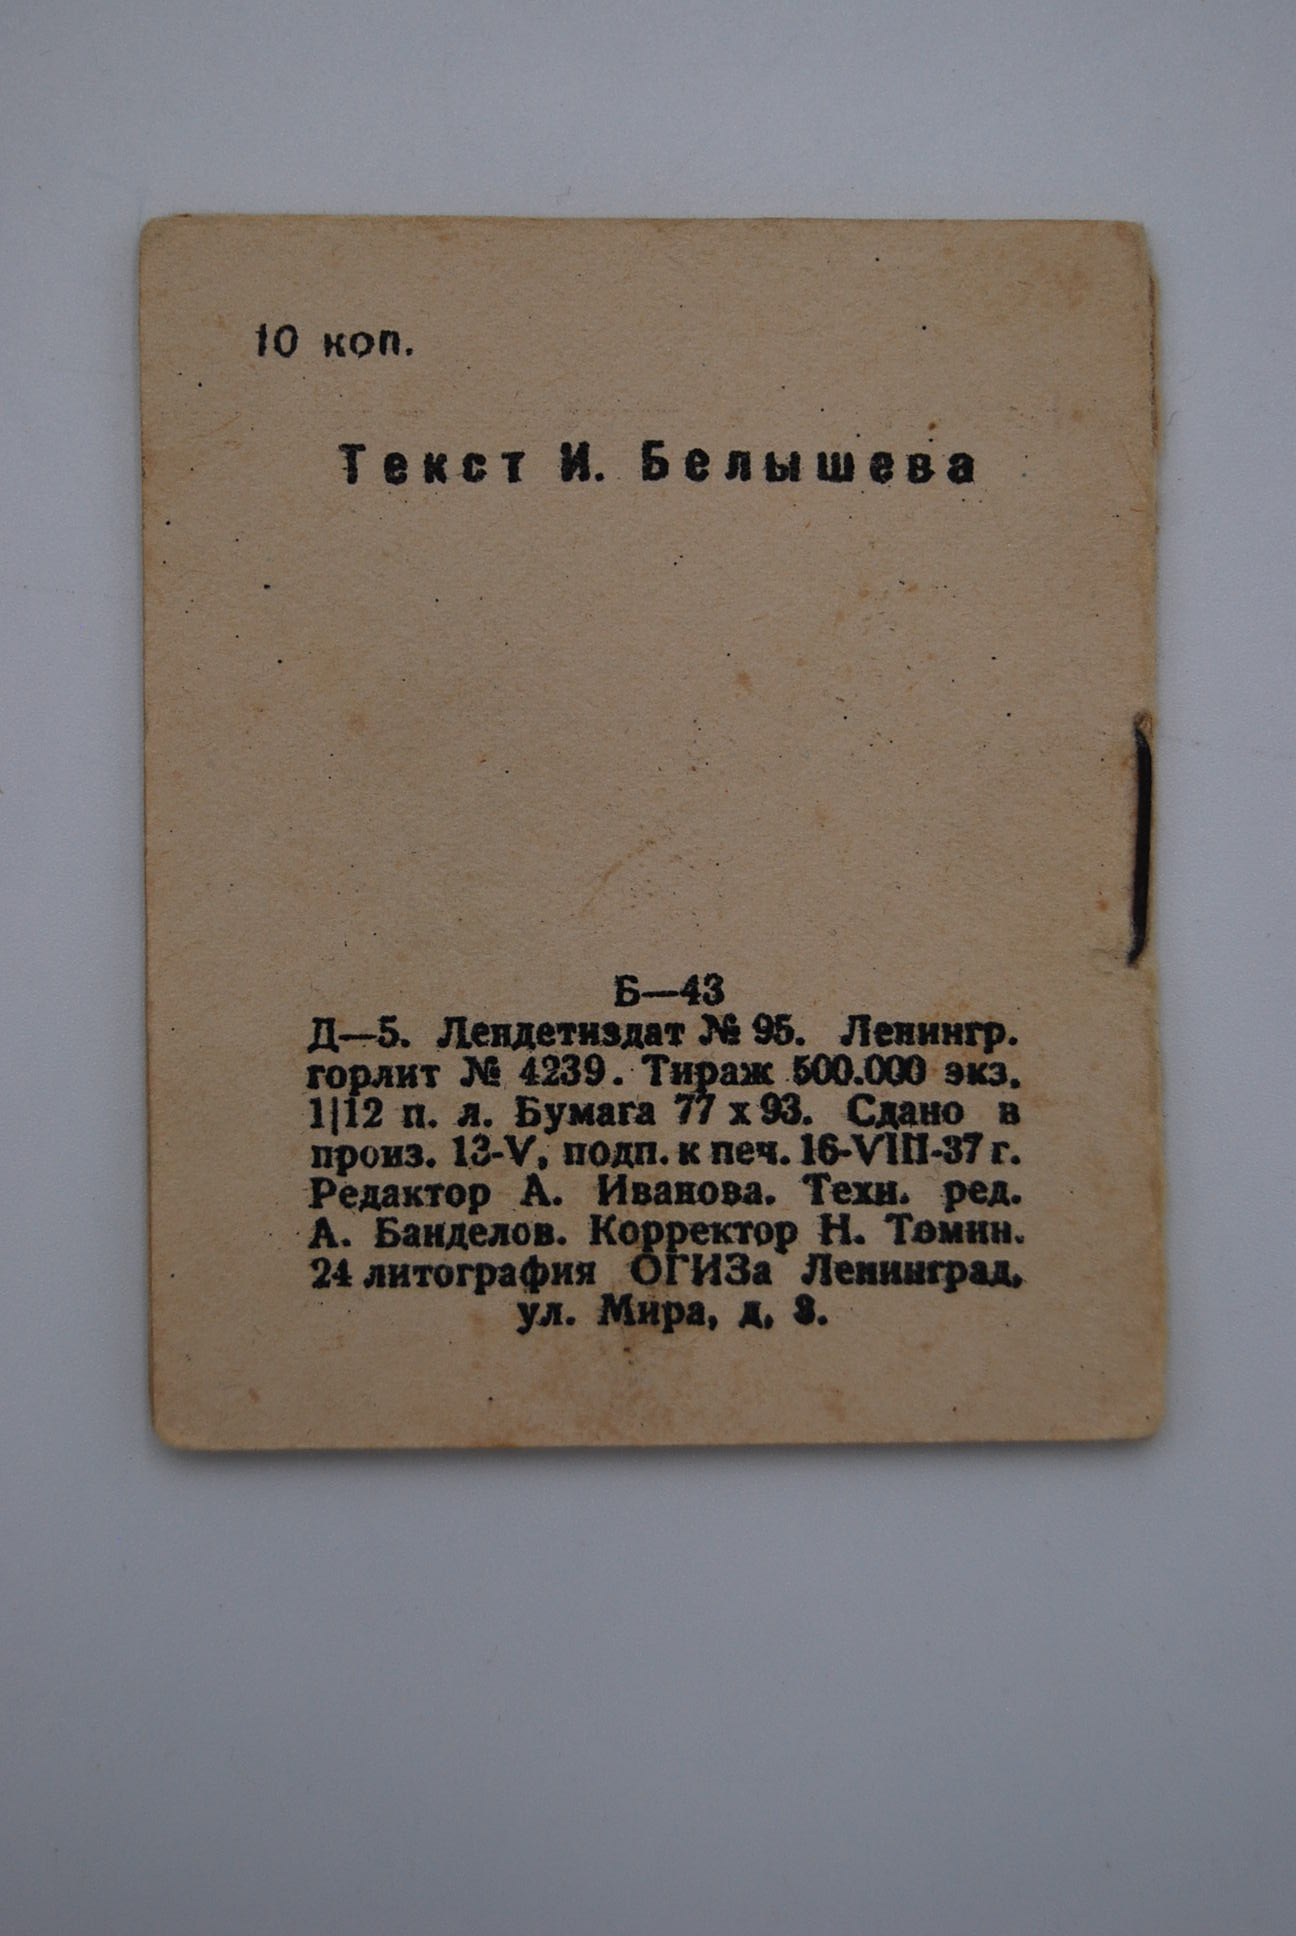 10 коп.
Текст И. Белышева
Б—43
Д—5. Лендетиздат № 95. Ленингр.
горлит № 4239. Тираж 500.000 экз.
1|12 п. л. Бумага 77 x 93. Сдано в
произ. 13-V, подп. к печ. 16-VIII-37 г.
Редактор А. Иванова. Техн. ред.
А. Банделов. Корректор Н. Томин.
24 литография ОГИЗа Ленинград,
ул. Мира, д. 3.